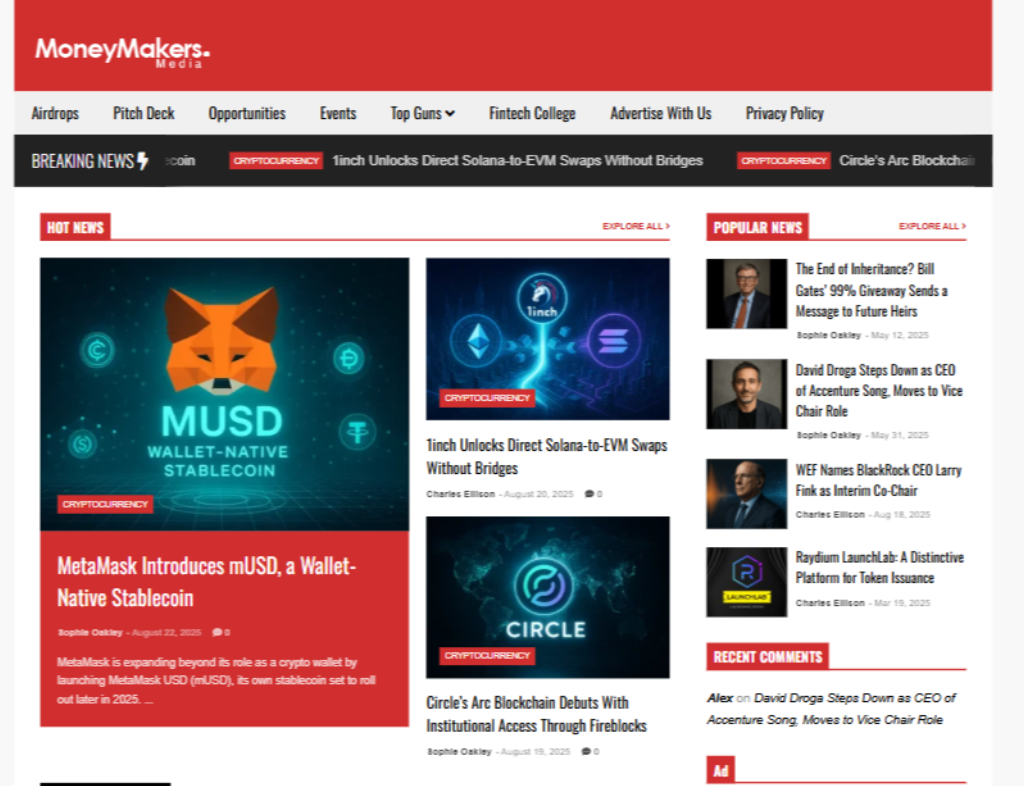 MoneyMakers.
Media
Airdrops Pitch Deck Opportunities Events Top Guns Fintech College Advertise With Us Privacy Policy
BREAKING NEWS coin CRYPTOCURRENCY 1inch Unlocks Direct Solana-to-EVM Swaps Without Bridges CRYPTOCURRENCY Circle's Arc Blockchain
HOT NEWS EXPLORE ALL
MUSD
WALLET-NATIVE
STABLECOIN
CRYPTOCURRENCY
MetaMask Introduces mUSD, a Wallet-
Native Stablecoin
Sophie Oakley - August 22, 2025 0
MetaMask is expanding beyond its role as a crypto wallet by
launching MetaMask USD (mUSD), its own stablecoin set to roll
out later in 2025. ...
1inch
CRYPTOCURRENCY
1inch Unlocks Direct Solana-to-EVM Swaps
Without Bridges
Charles Ellison - August 20, 2025 0
CIRCLE
CRYPTOCURRENCY
Circle's Arc Blockchain Debuts With
Institutional Access Through Fireblocks
Sophie Oakley - August 19, 2025 0
POPULAR NEWS EXPLORE ALL
The End of Inheritance? Bill
Gates' 99% Giveaway Sends a
Message to Future Heirs
Sophie Oakley - May 12, 2025
David Droga Steps Down as CEO
of Accenture Song, Moves to Vice
Chair Role
Sophie Oakley - May 31, 2025
WEF Names BlackRock CEO Larry
Fink as Interim Co-Chair
Charles Ellison - Aug 18, 2025
LAUNCHLAB
Raydium LaunchLab: A Distinctive
Platform for Token Issuance
Charles Ellison - Mar 19, 2025
RECENT COMMENTS
Alex on David Droga Steps Down as CEO of
Accenture Song, Moves to Vice Chair Role
Ad